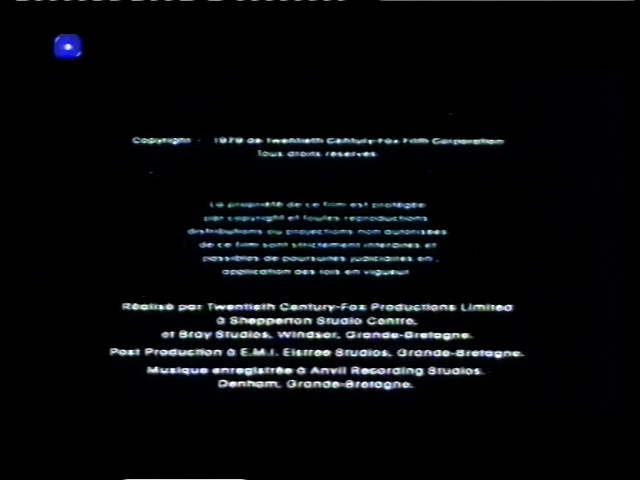 Copyright - 1979 de Twentieth Century-Fox Film Corporation
Tous droits réservés.
La propriété de ce film est protégée
par copyright et toutes reproductions
distributions ou projections non autorisées
de ce film sont strictement interdites et
passibles de poursuites judiciaires en
application des lois en vigueur
Réalisé par Twentieth Century-Fox Productions Limited
à Shepperton Studio Centre,
et Bray Studios, Windsor, Grande-Bretagne.
Post Production à E.M.I. Elstree Studios, Grande-Bretagne.
Musique enregistrée à Anvil Recording Studios.
Denham, Grande-Bretagne.